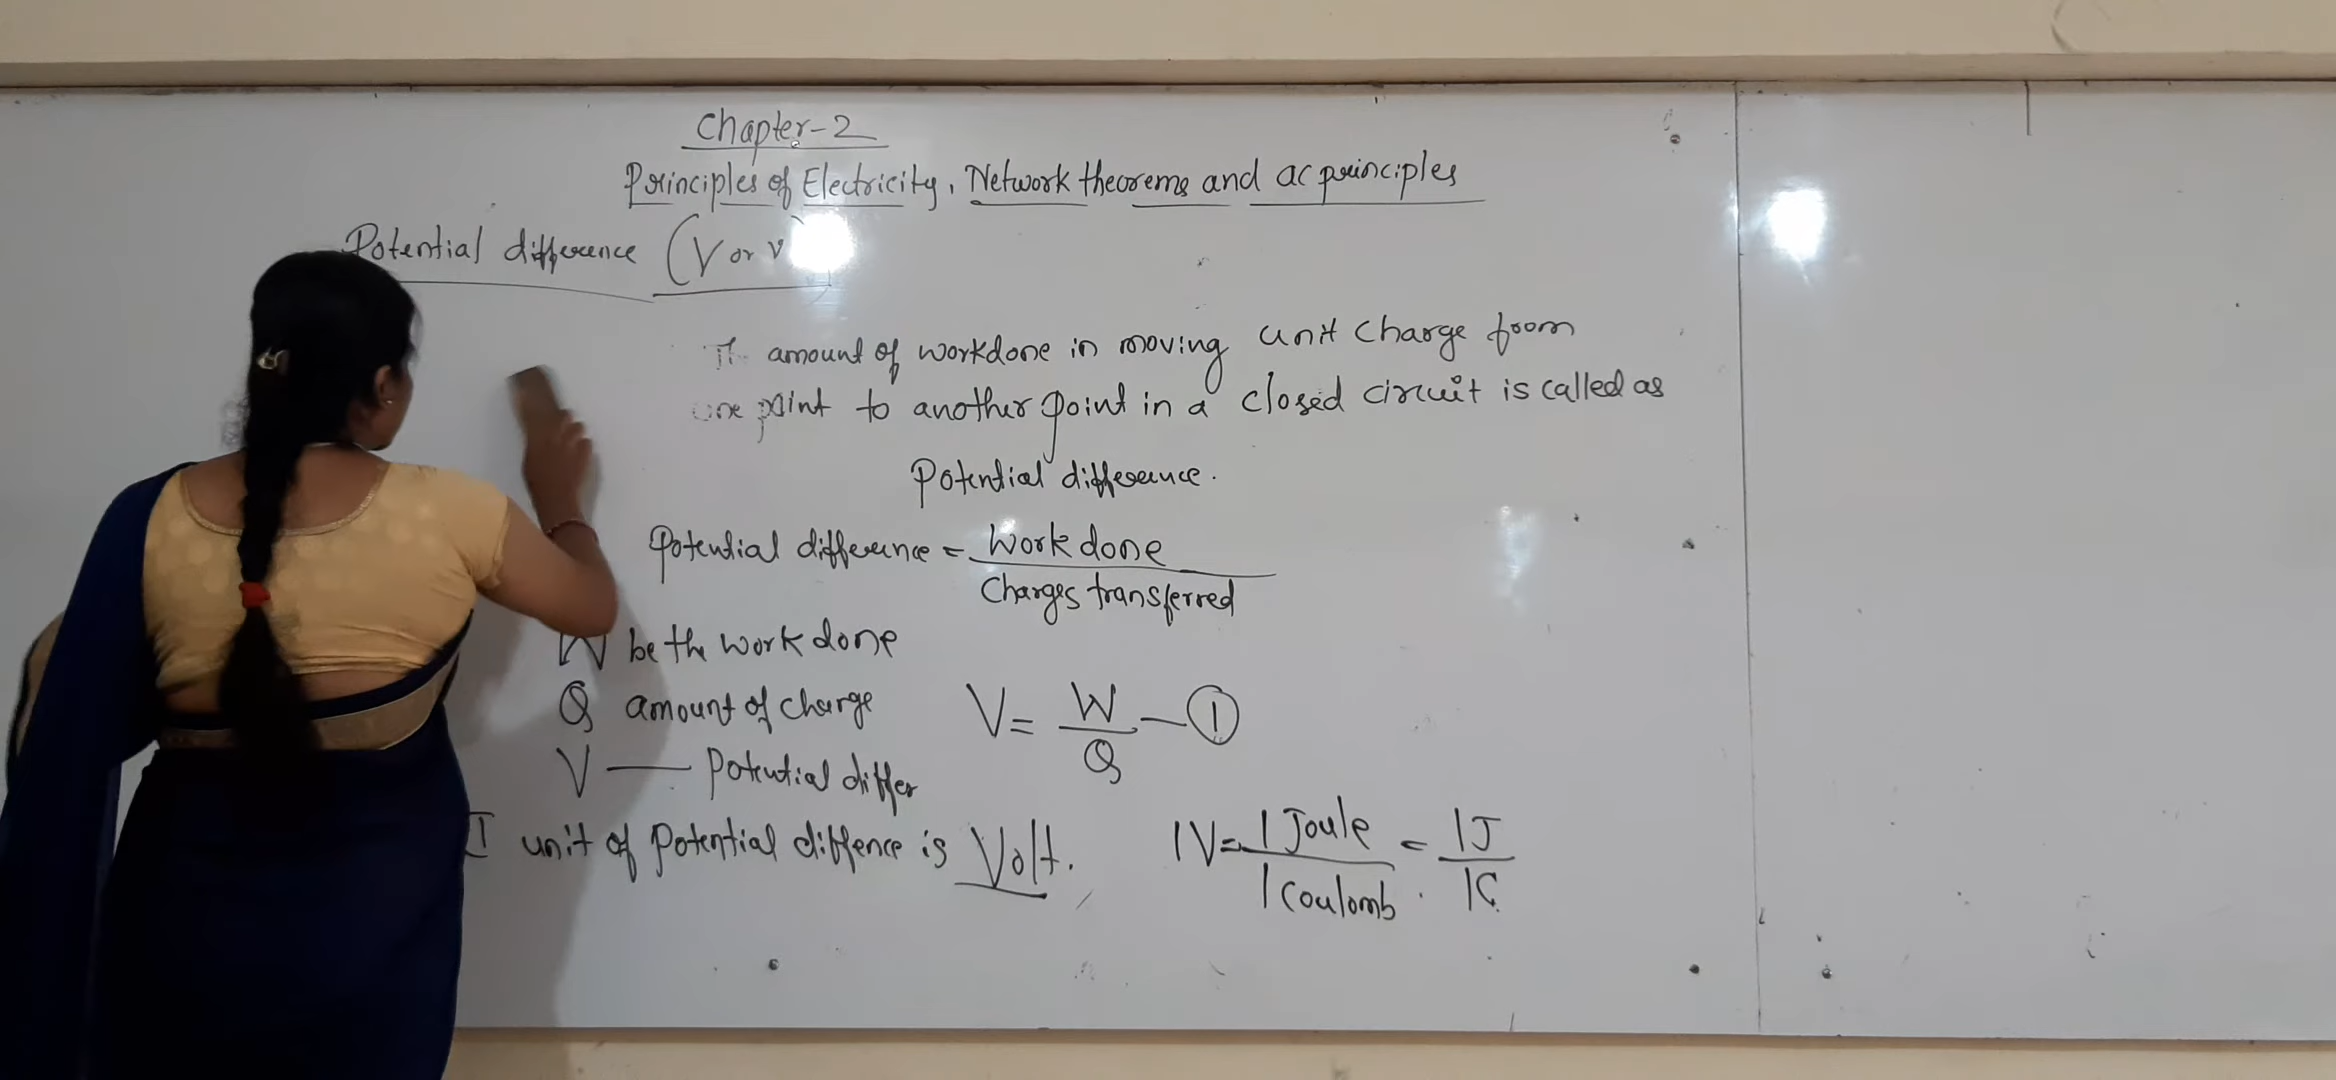 Chapter-2
Principles of Electricity, Network theorems and ac principles
Potential difference (V or v
amount of workdone in moving unit charge from
one point to another point in a closed circuit is called as
Potential difference.
Potential difference = Work done
Charges transferred
W be the work done
Q amount of charge
V = W / Q — ①
V — Potential differ
I unit of potential diffence is Volt.
1V = 1 Joule / 1 Coulomb. = 1J / 1C